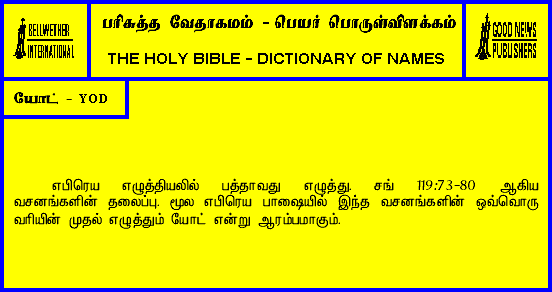 BELLWETHER
INTERNATIONAL
பரிசுத்த வேதாகமம் - பெயர் பொருள்விளக்கம்
THE HOLY BIBLE - DICTIONARY OF NAMES
GOOD NEWS
PUBLISHERS
யோட் - YOD
எபிரெய எழுத்தியலில் பத்தாவது எழுத்து. சங் 119:73-80 ஆகிய
வசனங்களின் தலைப்பு. மூல எபிரெய பாஷையில் இந்த வசனங்களின் ஒவ்வொரு
வரியின் முதல் எழுத்தும் யோட் என்று ஆரம்பமாகும்.